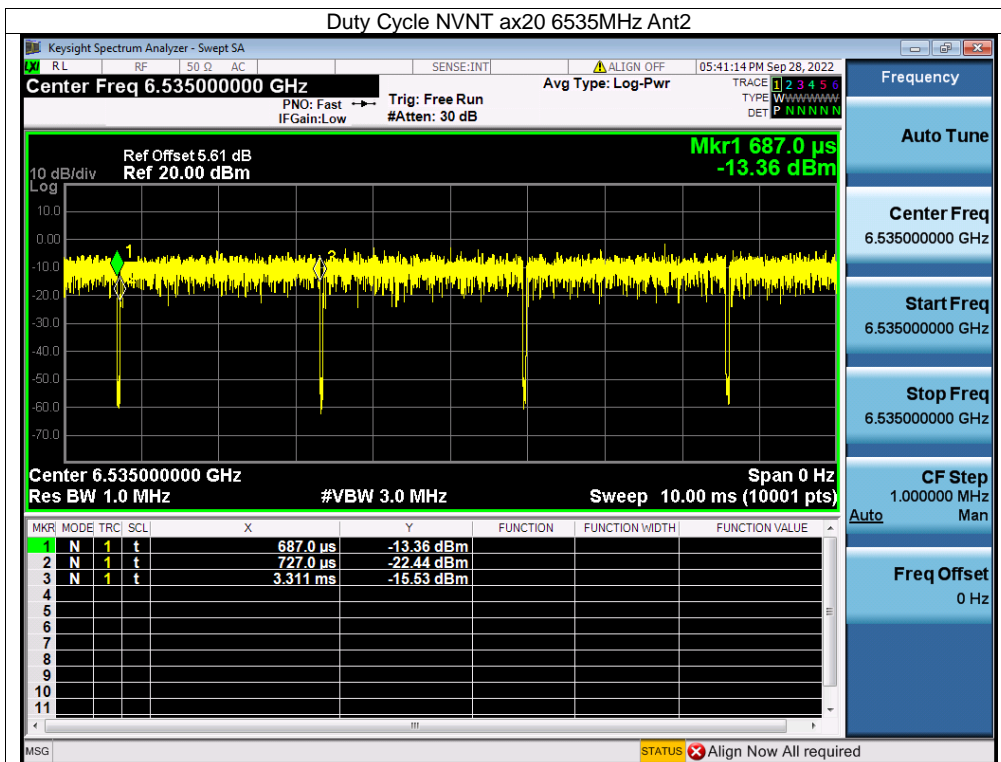 Duty Cycle NVNT ax20 6535MHz Ant2
Keysight Spectrum Analyzer - Swept SA
LXI RL RF 50 Ω AC SENSE:INT ALIGN OFF 05:41:14 PM Sep 28, 2022
Center Freq 6.535000000 GHz
PNO: Fast
IFGain:Low
Trig: Free Run
#Atten: 30 dB
Avg Type: Log-Pwr
TRACE 1 2 3 4 5 6
TYPE WWWWWW
DET P N N N N N
Ref Offset 5.61 dB
Ref 20.00 dBm
10 dB/div
Log
Mkr1 687.0 µs
-13.36 dBm
10.0
0.00
-10.0
-20.0
-30.0
-40.0
-50.0
-60.0
-70.0
1
3
Center 6.535000000 GHz
Span 0 Hz
Res BW 1.0 MHz
#VBW 3.0 MHz
Sweep 10.00 ms (10001 pts)
MKR MODE TRC SCL X Y FUNCTION FUNCTION WIDTH FUNCTION VALUE
1 N 1 t 687.0 µs -13.36 dBm
2 N 1 t 727.0 µs -22.44 dBm
3 N 1 t 3.311 ms -15.53 dBm
4
5
6
7
8
9
10
11
MSG
STATUS Align Now All required
Frequency
Auto Tune
Center Freq
6.535000000 GHz
Start Freq
6.535000000 GHz
Stop Freq
6.535000000 GHz
CF Step
1.000000 MHz
Auto Man
Freq Offset
0 Hz